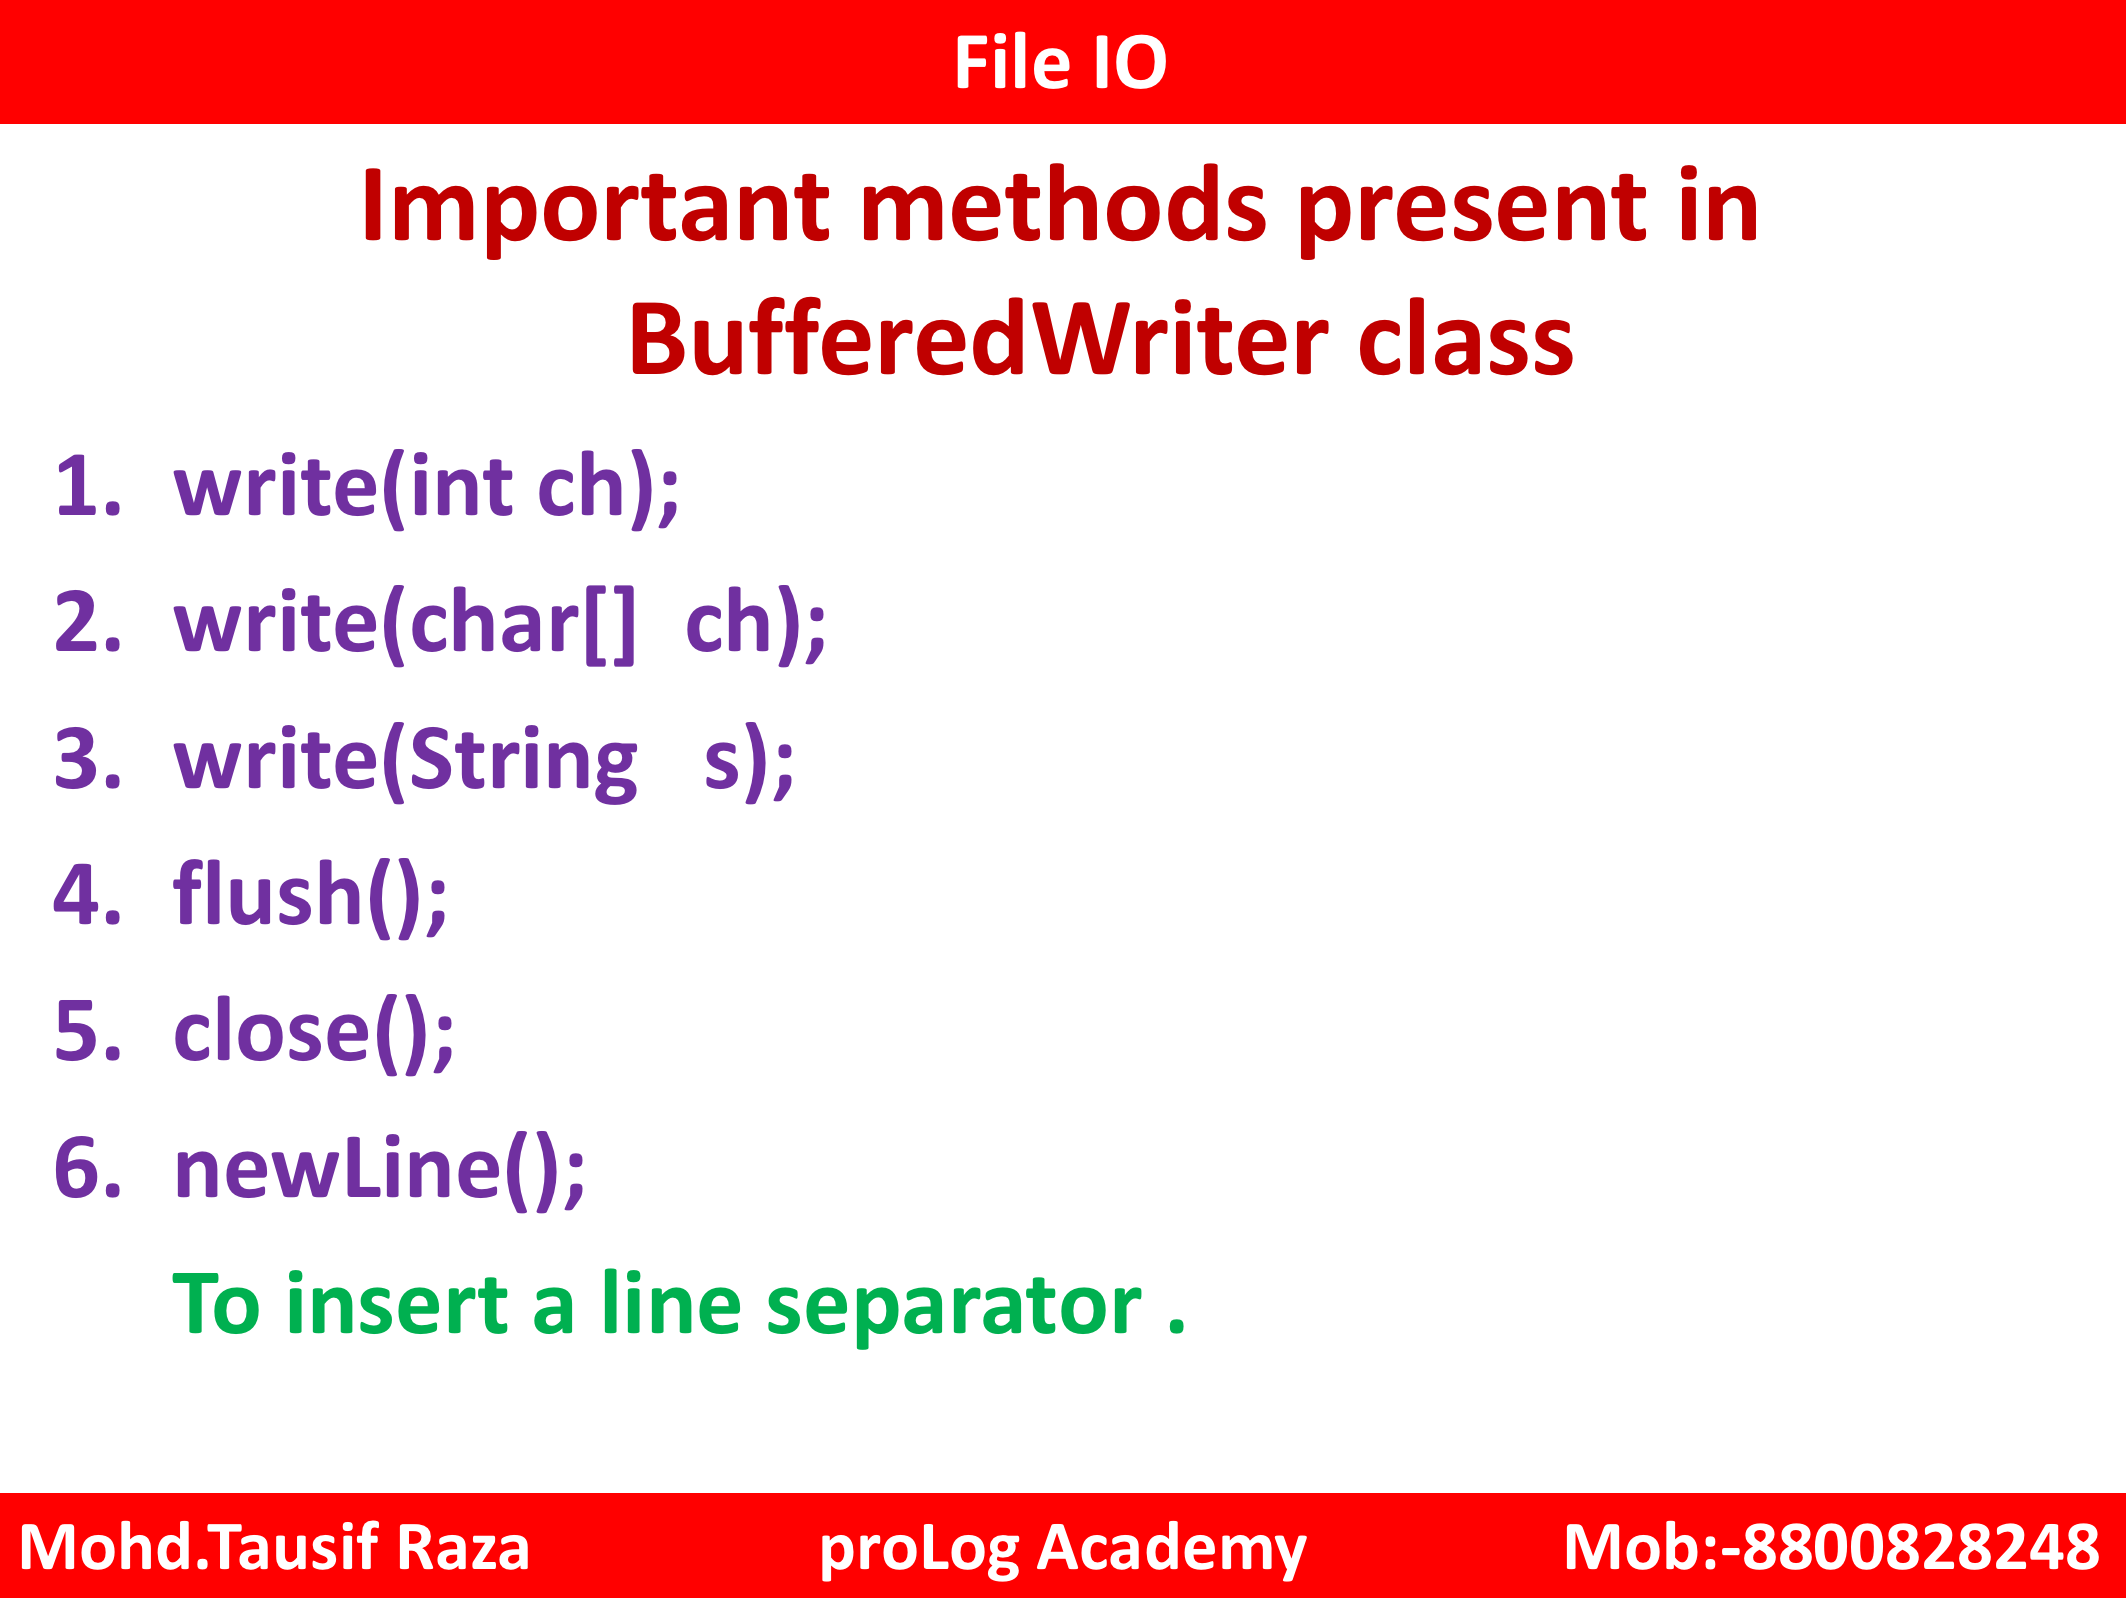 File IO
Important methods present in
BufferedWriter class
1. write(int ch);
2. write(char[]  ch);
3. write(String   s);
4. flush();
5. close();
6. newLine();
To insert a line separator .
Mohd.Tausif Raza proLog Academy Mob:-8800828248